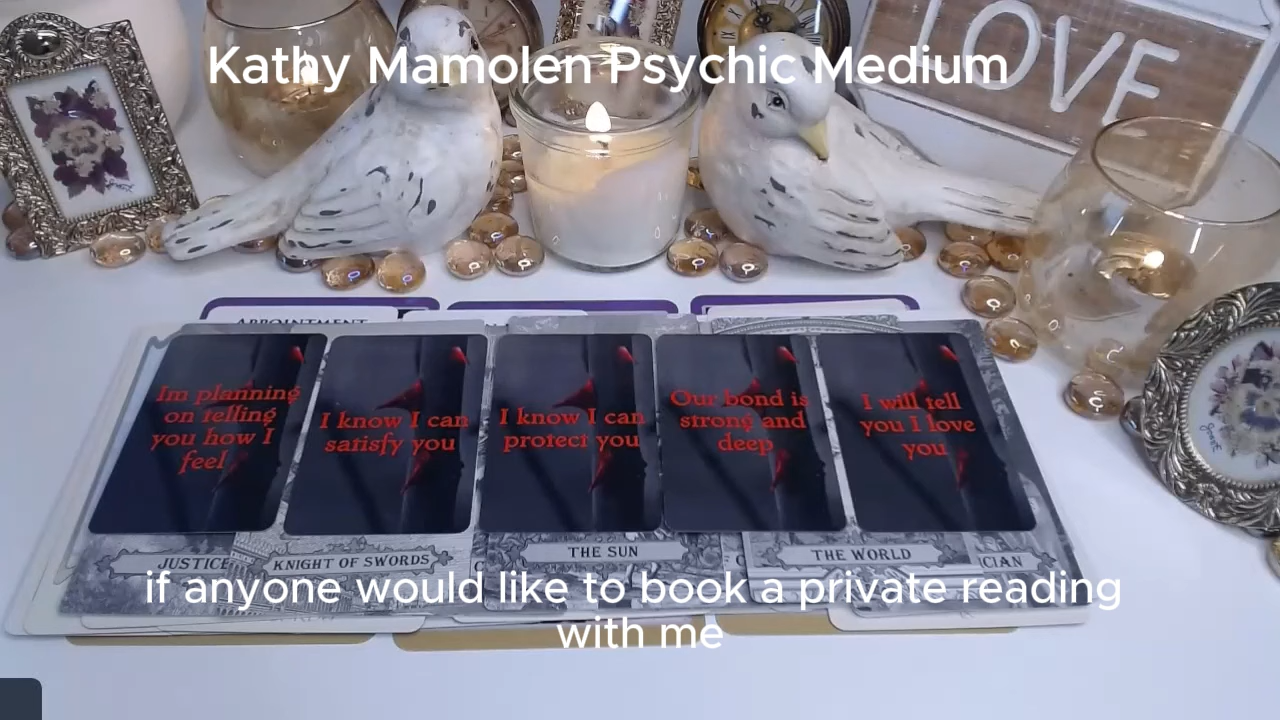 LOVE
Kathy Mamolen Psychic Medium
APPOINTMENT
Im planning
on telling
you how I
feel
I know I can
satisfy you
I know I can
protect you
Our bond is
strong and
deep
I will tell
you I love
you
JUSTICE
KNIGHT OF SWORDS
THE SUN
THE WORLD
CIAN
if anyone would like to book a private reading
with me